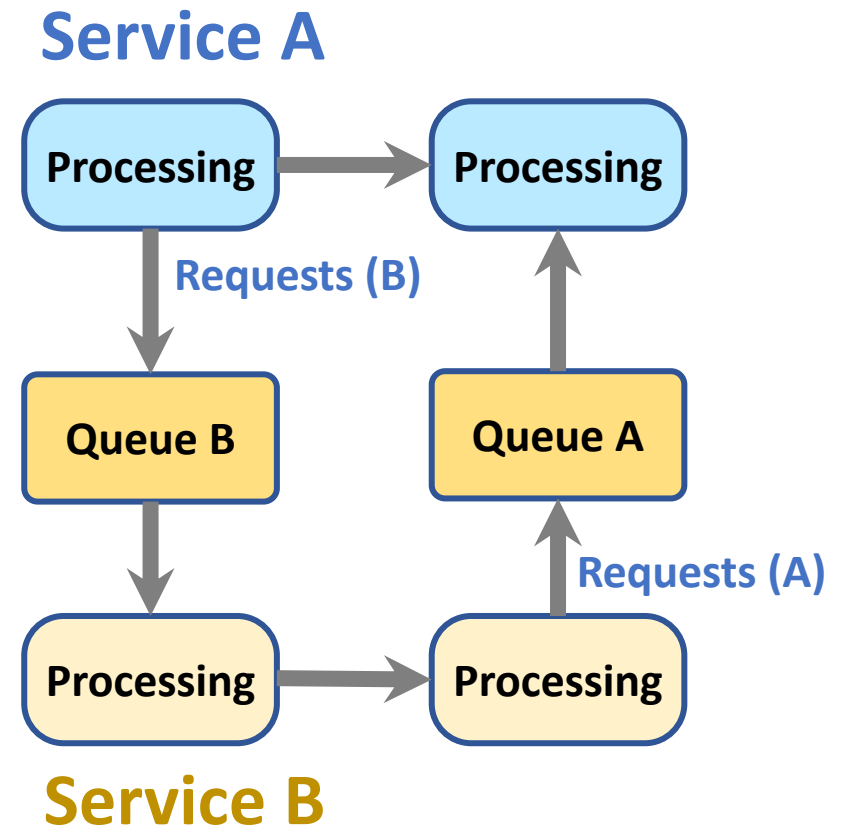 Service A
Processing
Processing
Requests (B)
Queue B
Queue A
Requests (A)
Processing
Processing
Service B